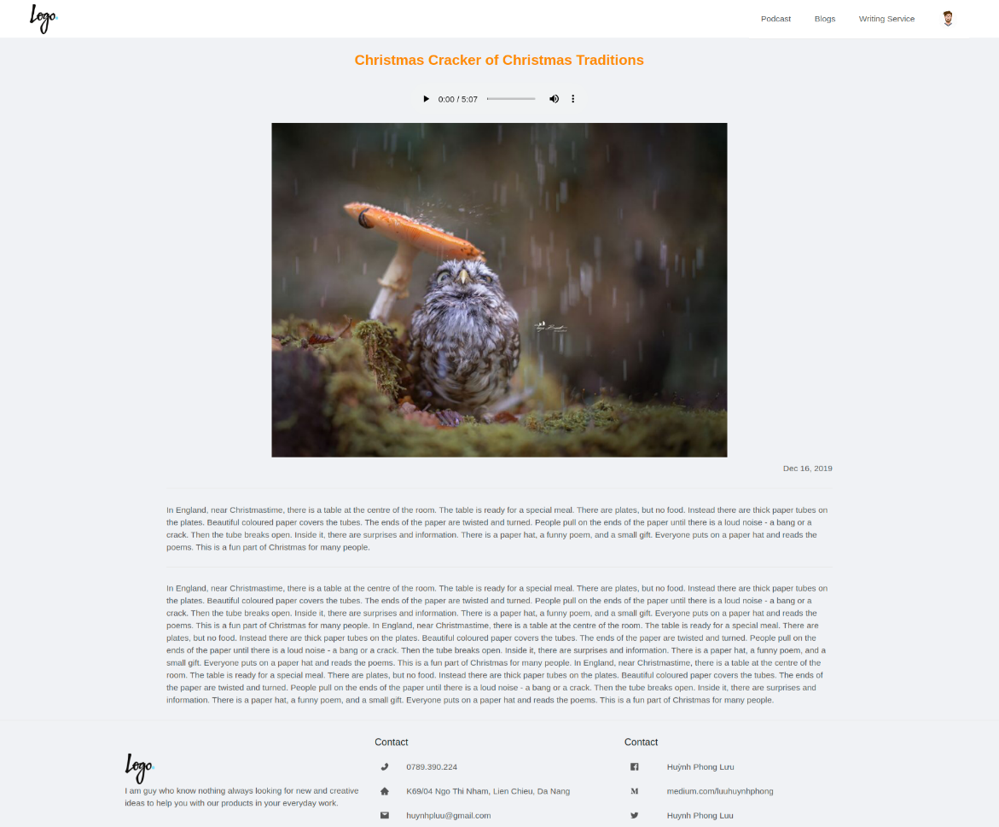 Logo
Podcast
Blogs
Writing Service
Christmas Cracker of Christmas Traditions
0:00 / 5:07
Dec 16, 2019
In England, near Christmastime, there is a table at the centre of the room. The table is ready for a special meal. There are plates, but no food. Instead there are thick paper tubes on
the plates. Beautiful coloured paper covers the tubes. The ends of the paper are twisted and turned. People pull on the ends of the paper until there is a loud noise - a bang or a
crack. Then the tube breaks open. Inside it, there are surprises and information. There is a paper hat, a funny poem, and a small gift. Everyone puts on a paper hat and reads the
poems. This is a fun part of Christmas for many people.
In England, near Christmastime, there is a table at the centre of the room. The table is ready for a special meal. There are plates, but no food. Instead there are thick paper tubes on
the plates. Beautiful coloured paper covers the tubes. The ends of the paper are twisted and turned. People pull on the ends of the paper until there is a loud noise - a bang or a
crack. Then the tube breaks open. Inside it, there are surprises and information. There is a paper hat, a funny poem, and a small gift. Everyone puts on a paper hat and reads the
poems. This is a fun part of Christmas for many people. In England, near Christmastime, there is a table at the centre of the room. The table is ready for a special meal. There are
plates, but no food. Instead there are thick paper tubes on the plates. Beautiful coloured paper covers the tubes. The ends of the paper are twisted and turned. People pull on the
ends of the paper until there is a loud noise - a bang or a crack. Then the tube breaks open. Inside it, there are surprises and information. There is a paper hat, a funny poem, and a
small gift. Everyone puts on a paper hat and reads the poems. This is a fun part of Christmas for many people. In England, near Christmastime, there is a table at the centre of the
room. The table is ready for a special meal. There are plates, but no food. Instead there are thick paper tubes on the plates. Beautiful coloured paper covers the tubes. The ends of
the paper are twisted and turned. People pull on the ends of the paper until there is a loud noise - a bang or a crack. Then the tube breaks open. Inside it, there are surprises and
information. There is a paper hat, a funny poem, and a small gift. Everyone puts on a paper hat and reads the poems. This is a fun part of Christmas for many people.
Logo
I am guy who know nothing always looking for new and creative
ideas to help you with our products in your everyday work.
Contact
0789.390.224
K69/04 Ngo Thi Nham, Lien Chieu, Da Nang
huynhpluu@gmail.com
Contact
Huỳnh Phong Lưu
medium.com/luuhuynhphong
Huynh Phong Luu